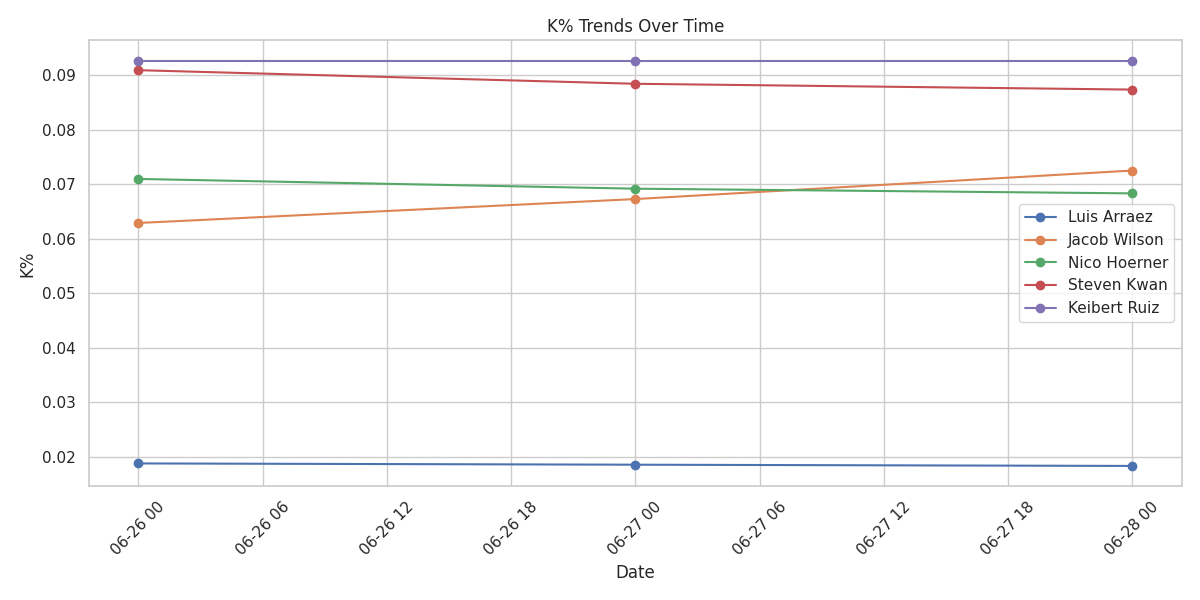 K% Trends Over Time
K%
0.09
0.08
0.07
0.06
0.05
0.04
0.03
0.02
Luis Arraez
Jacob Wilson
Nico Hoerner
Steven Kwan
Keibert Ruiz
06-26 00
06-26 06
06-26 12
06-26 18
06-27 00
06-27 06
06-27 12
06-27 18
06-28 00
Date